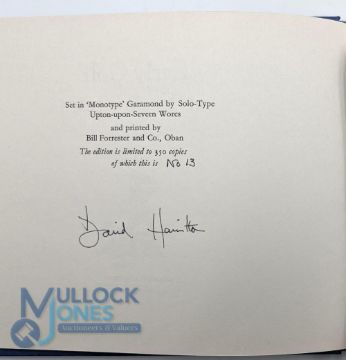 Set in 'Monotype' Garamond by Solo-Type
Upton-upon-Severn Worcs
and printed by
Bill Forrester and Co., Oban
The edition is limited to 350 copies
of which this is No 13
David Hamilton
MULLOCK
JONES
Auctioneers & Valuers